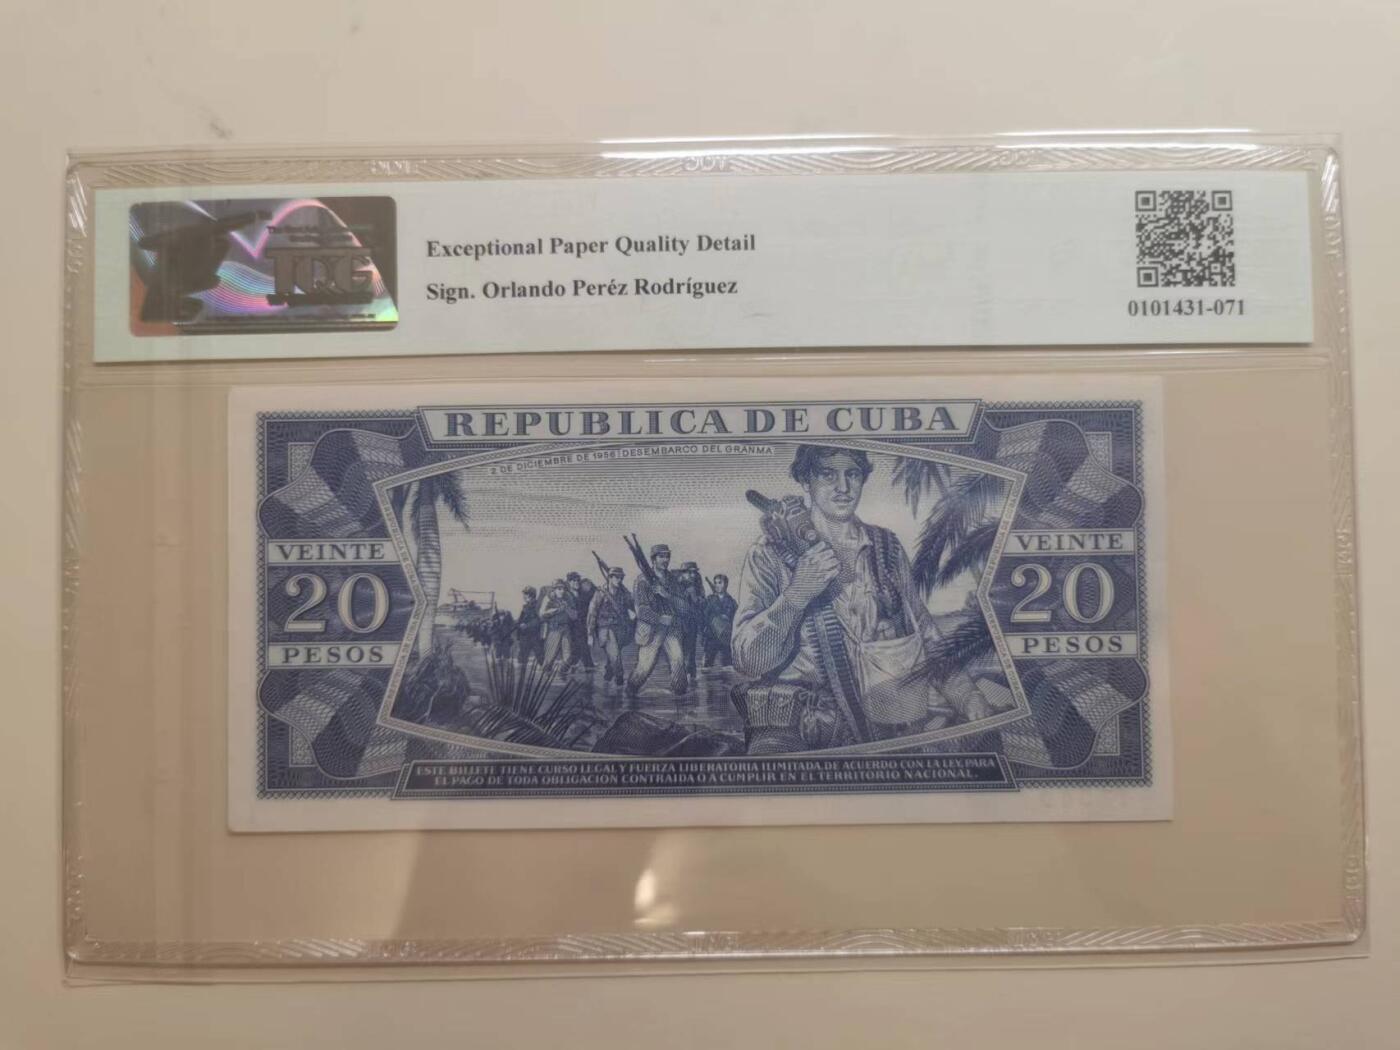 TQG
Exceptional Paper Quality Detail
Sign. Orlando Peréz Rodríguez
0101431-071
REPUBLICA DE CUBA
2 DE DICIEMBRE DE 1956: DESEMBARCO DEL GRANMA
VEINTE
20
PESOS
VEINTE
20
PESOS
ESTE BILLETE TIENE CURSO LEGAL Y FUERZA LIBERATORIA ILIMITADA, DE ACUERDO CON LA LEY, PARA
EL PAGO DE TODA OBLIGACION CONTRAIDA O A CUMPLIR EN EL TERRITORIO NACIONAL.